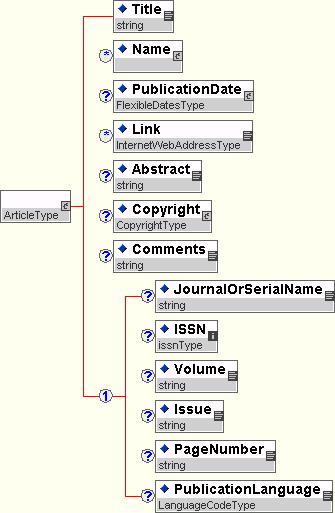 Title
string
*
Name
?
PublicationDate
FlexibleDatesType
*
Link
InternetWebAddressType
?
Abstract
string
ArticleType
?
Copyright
CopyrightType
?
Comments
string
?
JournalOrSerialName
string
?
ISSN
issnType
?
Volume
string
1
?
Issue
string
?
PageNumber
string
?
PublicationLanguage
LanguageCodeType